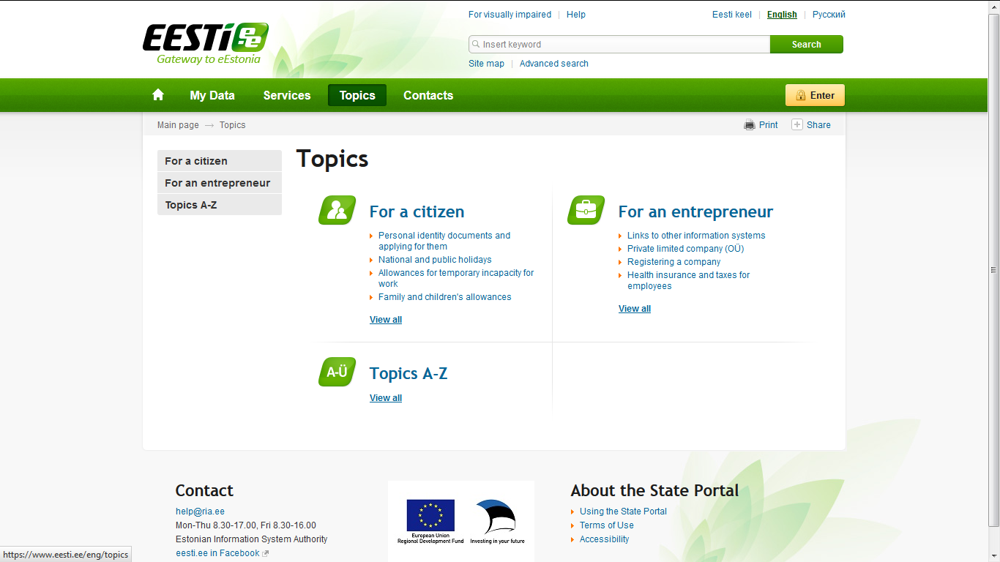 For visually impaired | Help
Eesti keel | English | Русский
EESTi e.e
Gateway to eEstonia
Insert keyword
Search
Site map | Advanced search
My Data Services Topics Contacts
Enter
Main page → Topics
Print Share
For a citizen
For an entrepreneur
Topics A-Z
Topics
For a citizen
Personal identity documents and
applying for them
National and public holidays
Allowances for temporary incapacity for
work
Family and children's allowances
View all
For an entrepreneur
Links to other information systems
Private limited company (OÜ)
Registering a company
Health insurance and taxes for
employees
View all
A-Ü
Topics A-Z
View all
Contact
help@ria.ee
Mon-Thu 8.30-17.00, Fri 8.30-16.00
Estonian Information System Authority
eesti.ee in Facebook
European Union
Regional Development Fund
Investing in your future
About the State Portal
Using the State Portal
Terms of Use
Accessibility
https://www.eesti.ee/eng/topics